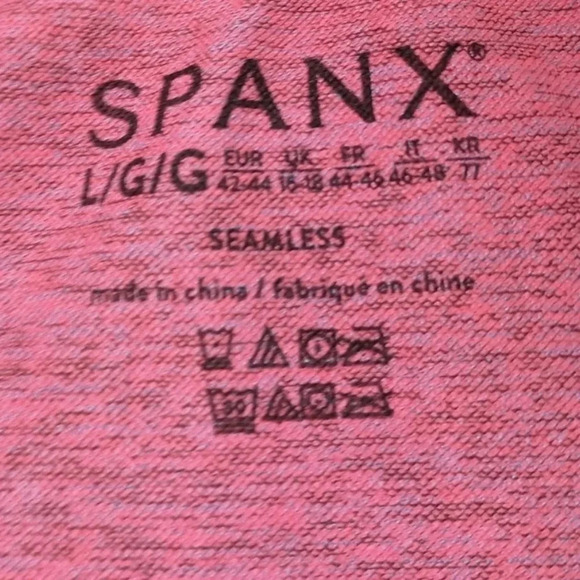 SPANX®
L/G/G EUR UK FR IT KR
42-44 16-18 44-46 46-48 77
SEAMLESS
made in china / fabriqué en chine
30